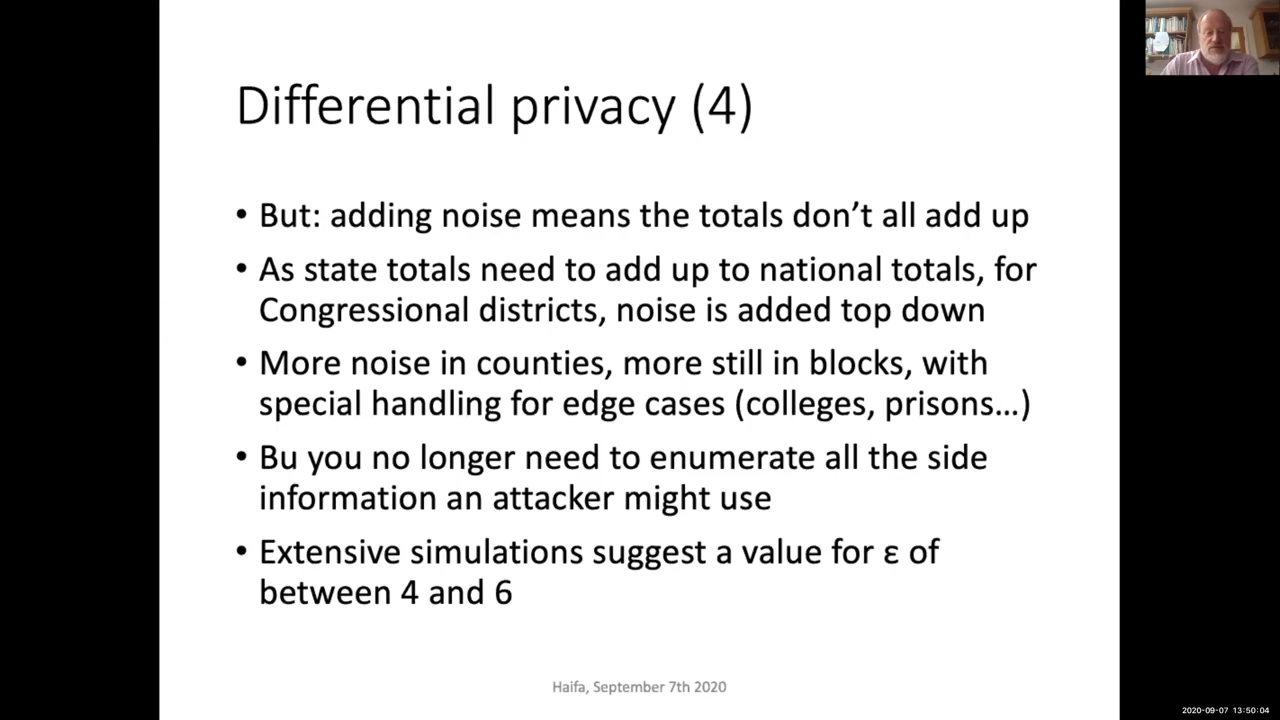 Differential privacy (4)
• But: adding noise means the totals don’t all add up
• As state totals need to add up to national totals, for
Congressional districts, noise is added top down
• More noise in counties, more still in blocks, with
special handling for edge cases (colleges, prisons…)
• Bu you no longer need to enumerate all the side
information an attacker might use
• Extensive simulations suggest a value for ε of
between 4 and 6
Haifa, September 7th 2020
2020-09-07 13:50:04